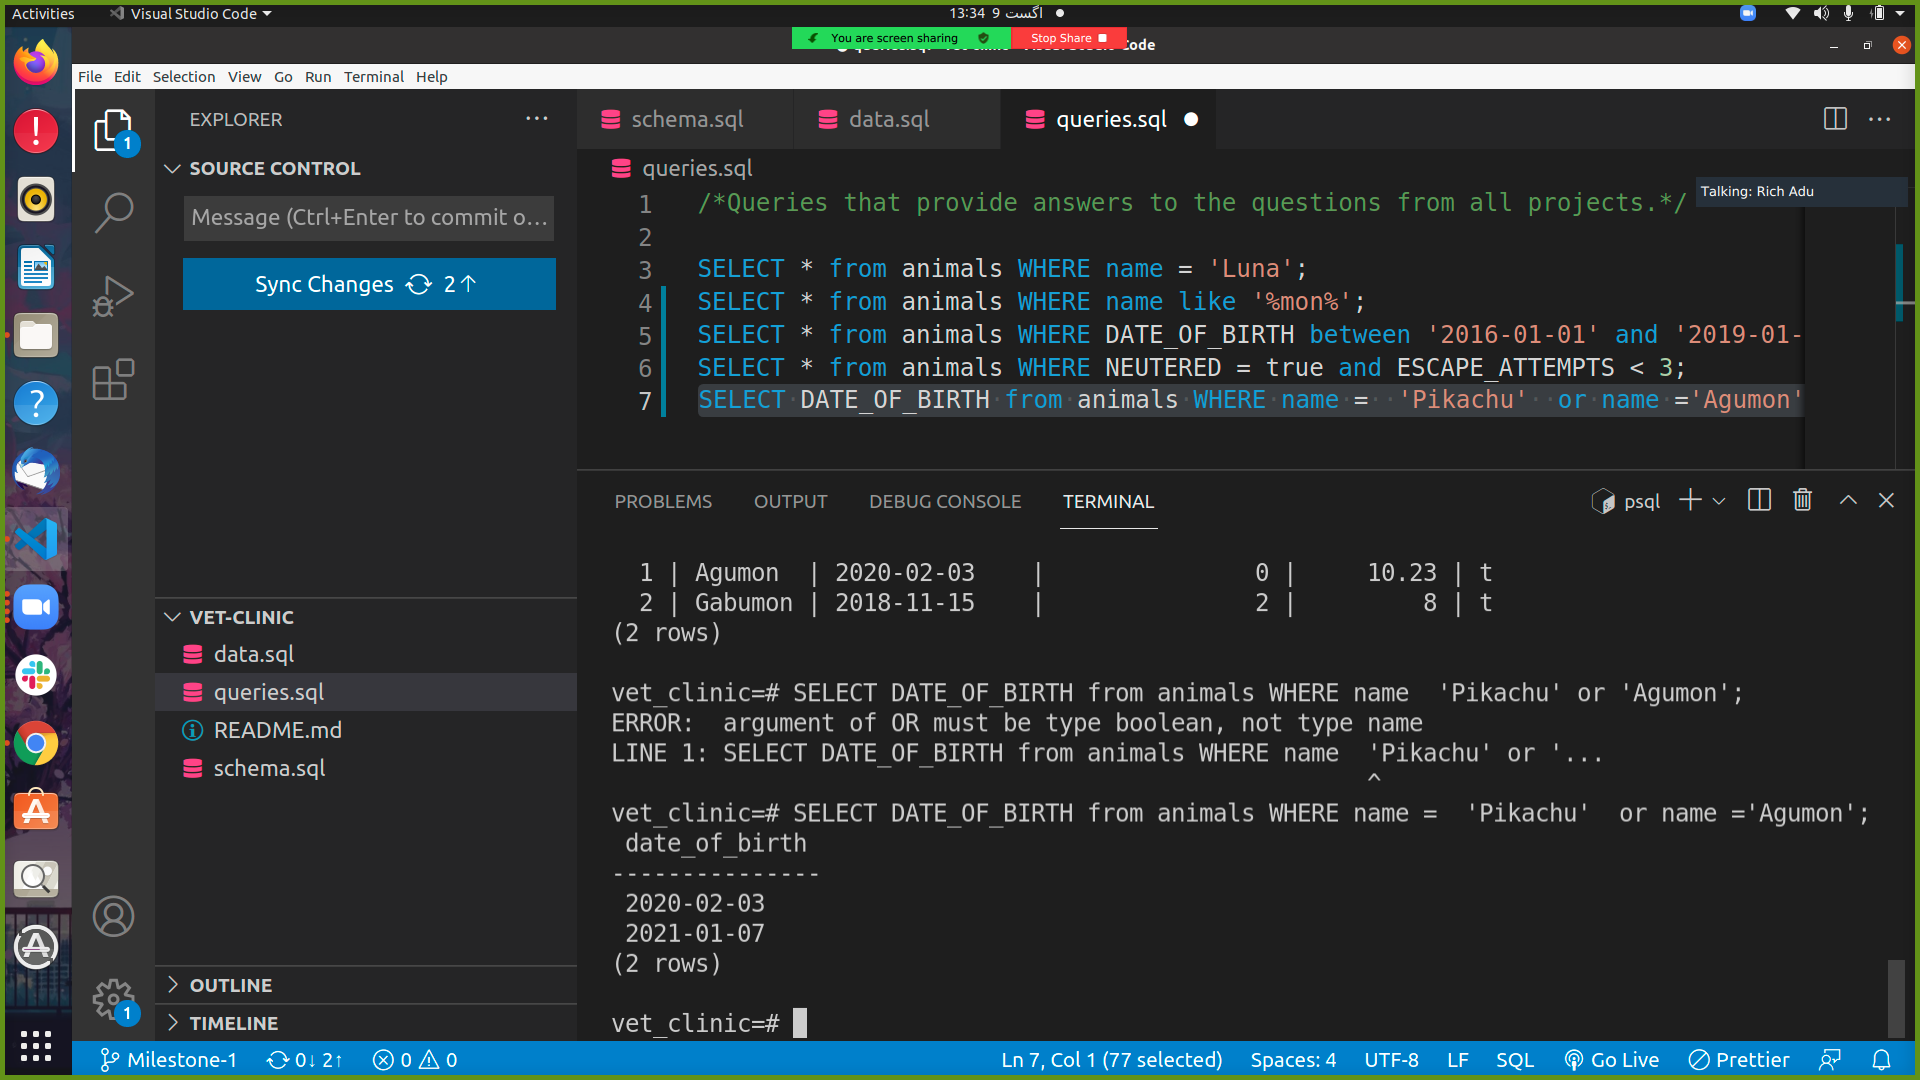 Activities
Visual Studio Code
13:34 9 اگست
You are screen sharing
Stop Share
Code
File Edit Selection View Go Run Terminal Help
EXPLORER
SOURCE CONTROL
Message (Ctrl+Enter to commit o...
Sync Changes 2↑
1
VET-CLINIC
data.sql
queries.sql
README.md
schema.sql
OUTLINE
TIMELINE
1
schema.sql data.sql queries.sql
queries.sql
Talking: Rich Adu
1 /*Queries that provide answers to the questions from all projects.*/
2
3 SELECT * from animals WHERE name = 'Luna';
4 SELECT * from animals WHERE name like '%mon%';
5 SELECT * from animals WHERE DATE_OF_BIRTH between '2016-01-01' and '2019-01-
6 SELECT * from animals WHERE NEUTERED = true and ESCAPE_ATTEMPTS < 3;
7 SELECT DATE_OF_BIRTH from animals WHERE name =  'Pikachu'  or name ='Agumon'
PROBLEMS OUTPUT DEBUG CONSOLE TERMINAL
psql
1 | Agumon  | 2020-02-03    |               0 |     10.23 | t
2 | Gabumon | 2018-11-15    |               2 |         8 | t
(2 rows)
vet_clinic=# SELECT DATE_OF_BIRTH from animals WHERE name  'Pikachu' or 'Agumon';
ERROR:  argument of OR must be type boolean, not type name
LINE 1: SELECT DATE_OF_BIRTH from animals WHERE name  'Pikachu' or '...
^
vet_clinic=# SELECT DATE_OF_BIRTH from animals WHERE name =  'Pikachu'  or name ='Agumon';
date_of_birth
---------------
2020-02-03
2021-01-07
(2 rows)
vet_clinic=#
Milestone-1 0↓ 2↑ 0 0
Ln 7, Col 1 (77 selected) Spaces: 4 UTF-8 LF SQL Go Live Prettier